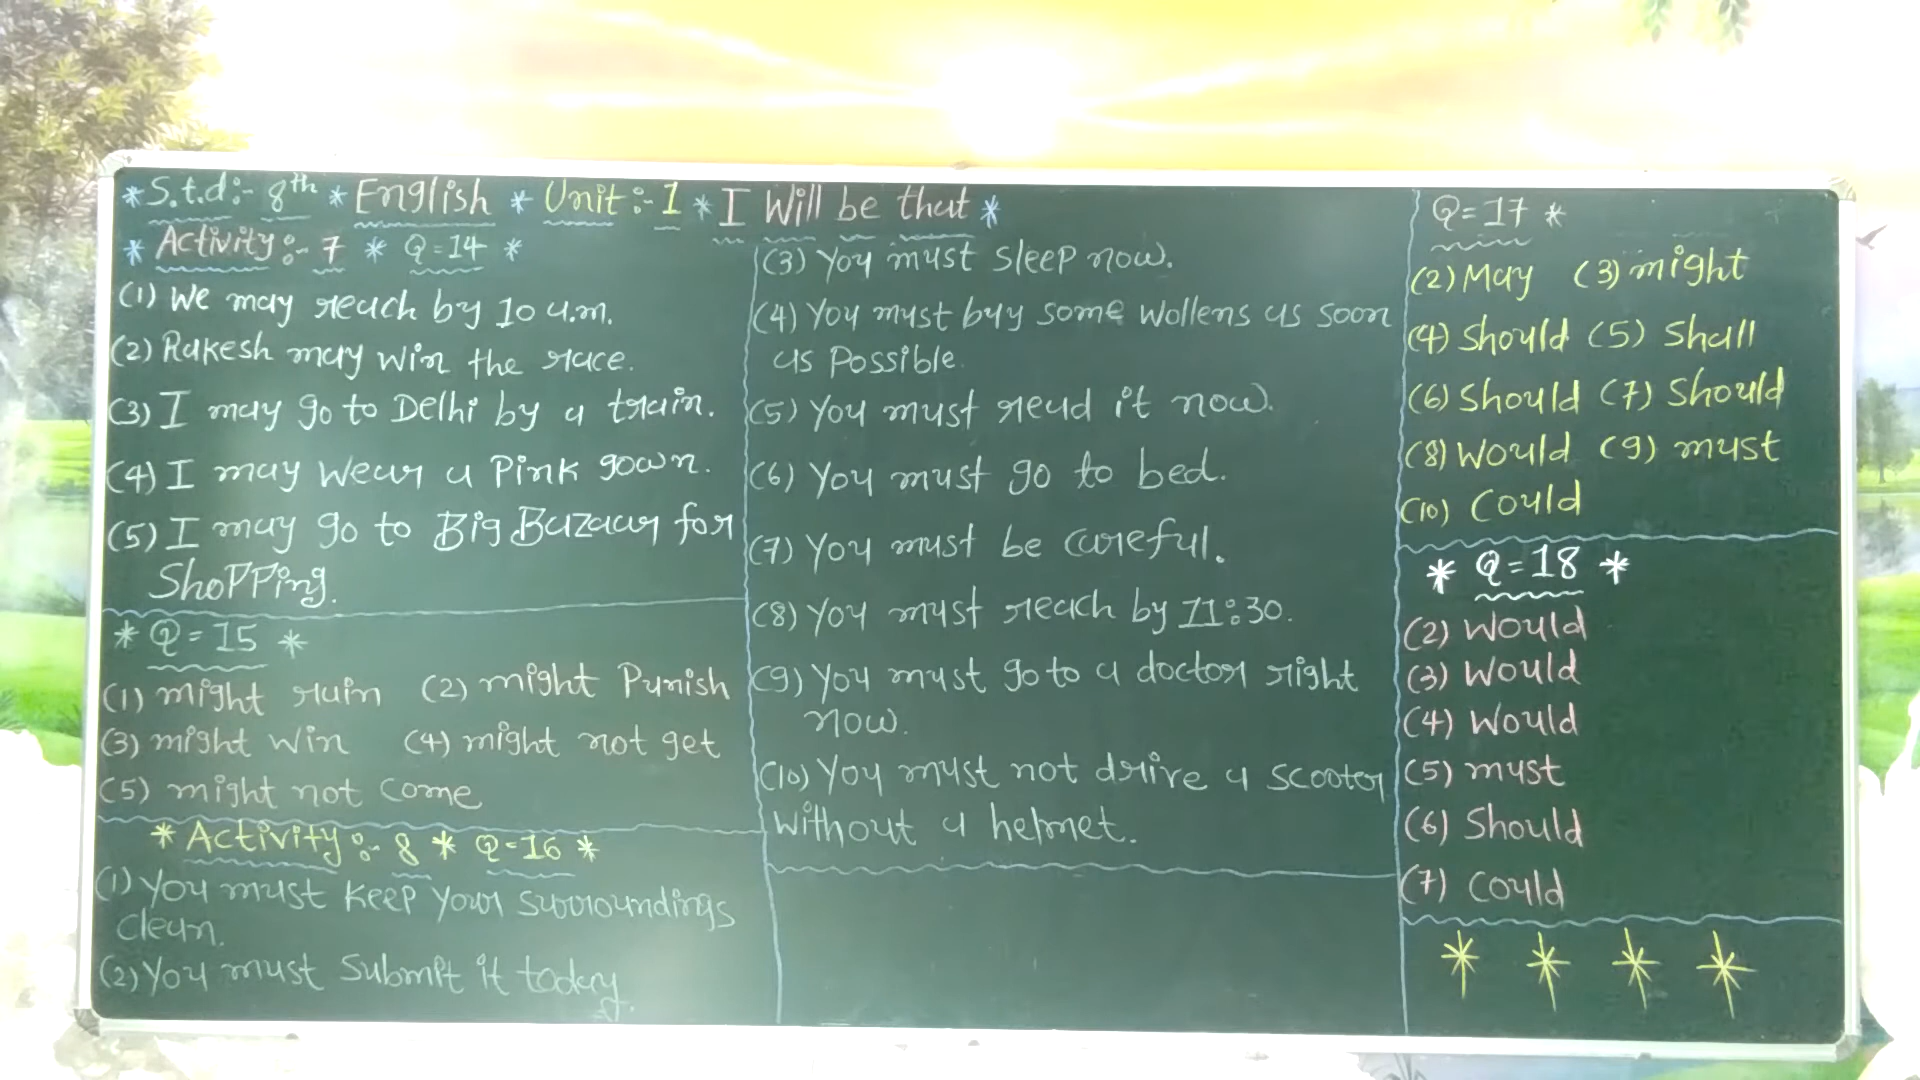 * S.t.d:- 8th * English * Unit:-1 * I Will be that *
* Activity:-7 * Q=14 *
(1) We may reach by 10 a.m.
(2) Rakesh may win the race.
(3) I may go to Delhi by a train.
(4) I may wear a Pink gown.
(5) I may go to Big Bazaar for
Shopping.
* Q=15 *
(1) might ruin (2) might Punish
(3) might win (4) might not get
(5) might not come
* Activity:-8 * Q=16 *
(1) You must keep your surroundings
clean.
(2) You must submit it today.
(3) You must sleep now.
(4) You must buy some wollens as soon
as Possible.
(5) You must read it now.
(6) You must go to bed.
(7) You must be careful.
(8) You must reach by 11:30.
(9) You must go to a doctor right
now.
(10) You must not drive a scooter
without a helmet.
Q=17 *
(2) May (3) might
(4) Should (5) Shall
(6) Should (7) Should
(8) Would (9) must
(10) Could
* Q=18 *
(2) Would
(3) Would
(4) Would
(5) must
(6) Should
(7) Could